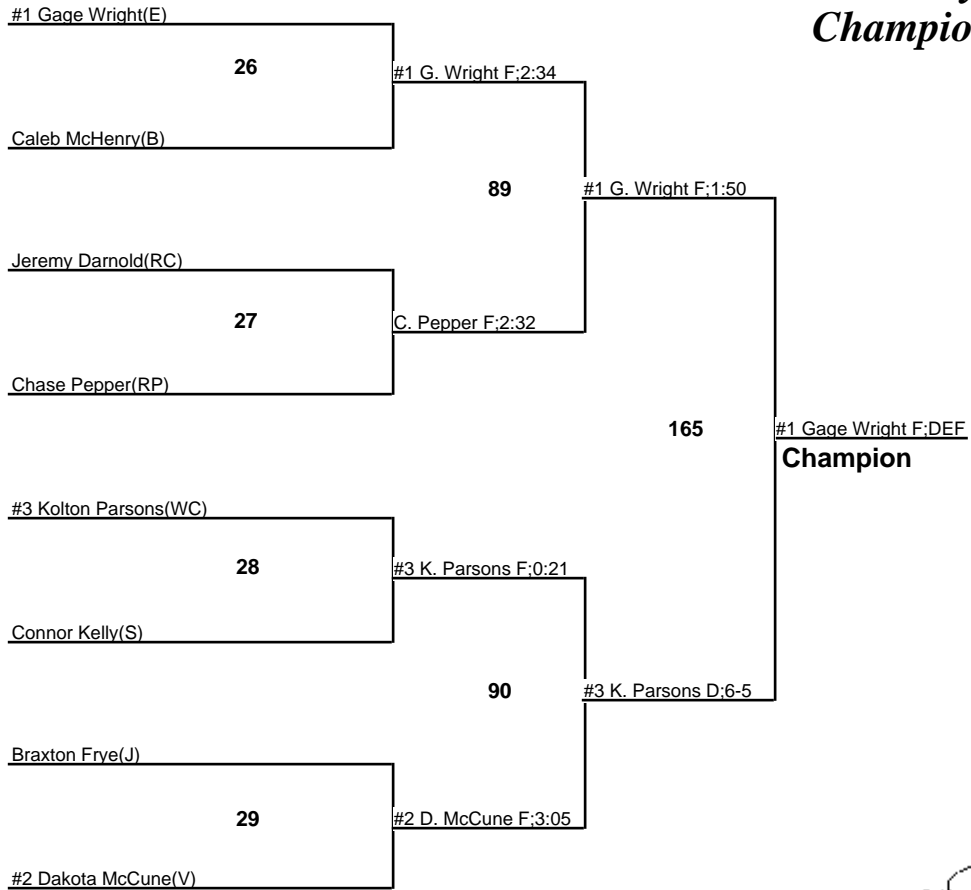 Champio
#1 Gage Wright(E)
26
#1 G. Wright F;2:34
Caleb McHenry(B)
89
#1 G. Wright F;1:50
Jeremy Darnold(RC)
27
C. Pepper F;2:32
Chase Pepper(RP)
165
#1 Gage Wright F;DEF
Champion
#3 Kolton Parsons(WC)
28
#3 K. Parsons F;0:21
Connor Kelly(S)
90
#3 K. Parsons D;6-5
Braxton Frye(J)
29
#2 D. McCune F;3:05
#2 Dakota McCune(V)